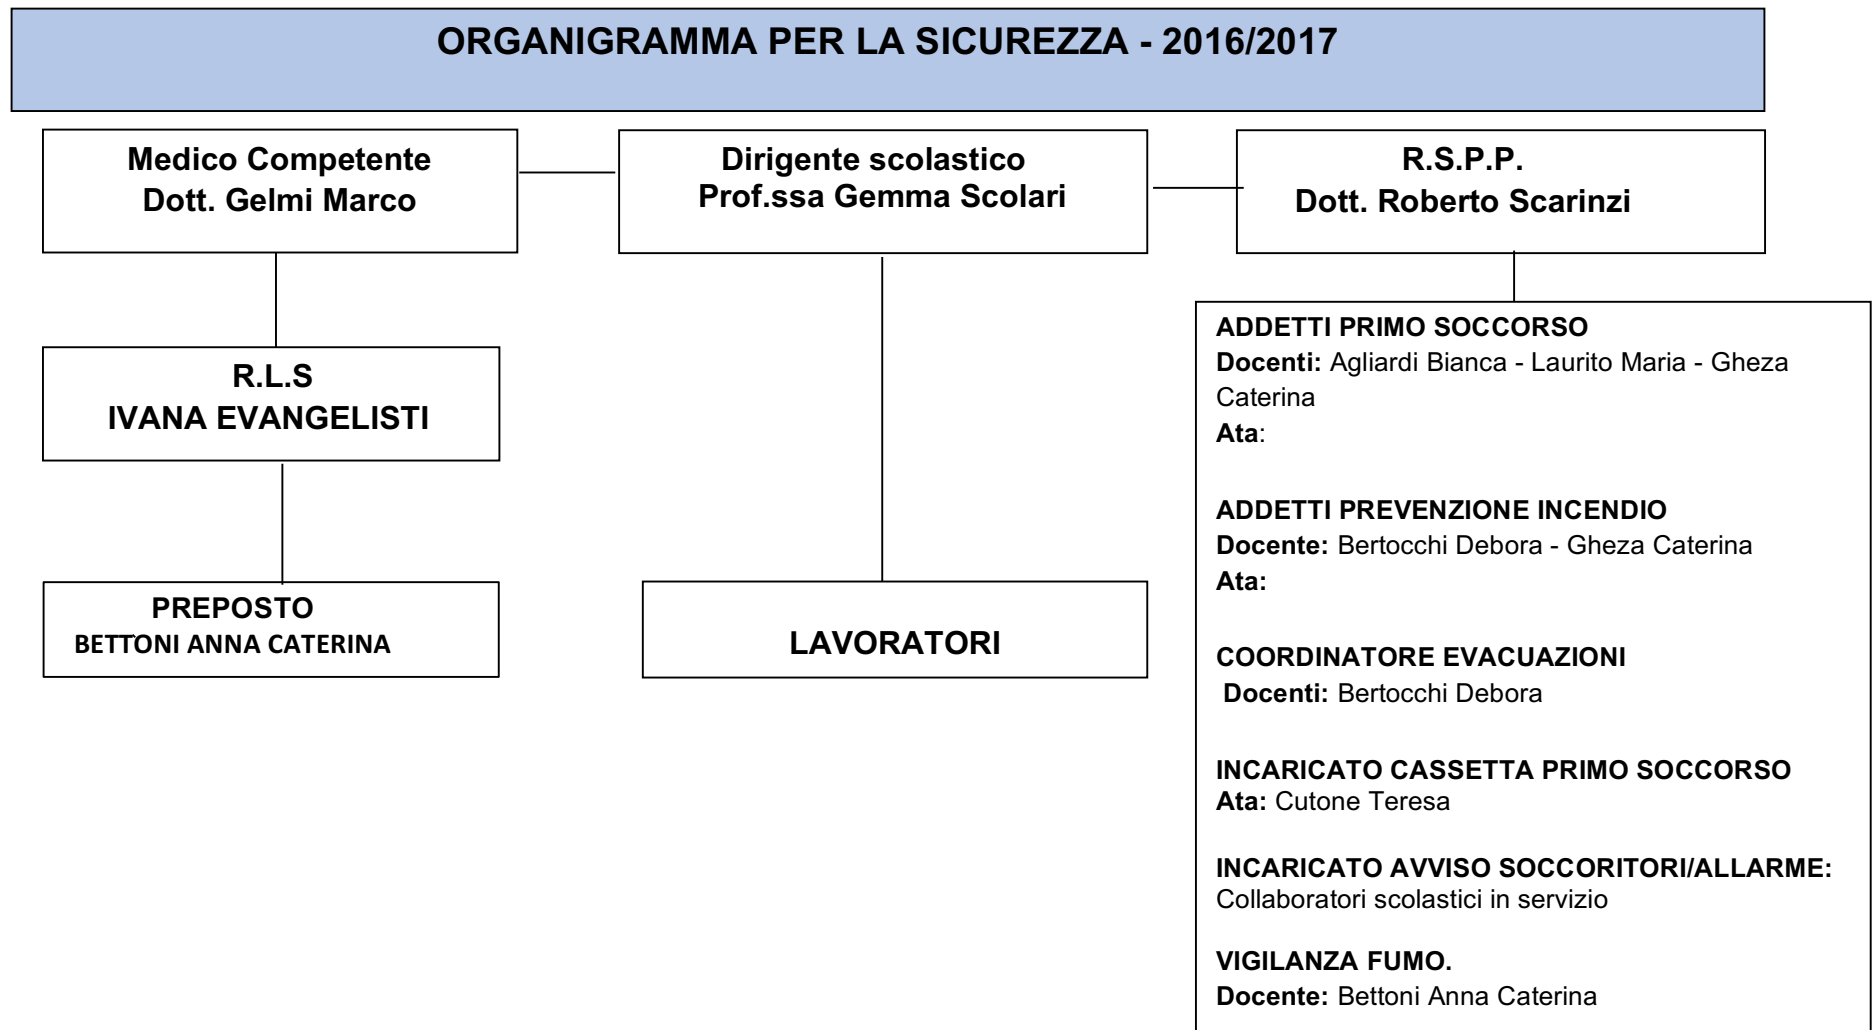 ORGANIGRAMMA PER LA SICUREZZA - 2016/2017
Medico Competente
Dott. Gelmi Marco
Dirigente scolastico
Prof.ssa Gemma Scolari
R.S.P.P.
Dott. Roberto Scarinzi
R.L.S
IVANA EVANGELISTI
PREPOSTO
BETTONI ANNA CATERINA
LAVORATORI
ADDETTI PRIMO SOCCORSO
Docenti: Agliardi Bianca - Laurito Maria - Gheza
Caterina
Ata:
ADDETTI PREVENZIONE INCENDIO
Docente: Bertocchi Debora - Gheza Caterina
Ata:
COORDINATORE EVACUAZIONI
Docenti: Bertocchi Debora
INCARICATO CASSETTA PRIMO SOCCORSO
Ata: Cutone Teresa
INCARICATO AVVISO SOCCORITORI/ALLARME:
Collaboratori scolastici in servizio
VIGILANZA FUMO.
Docente: Bettoni Anna Caterina